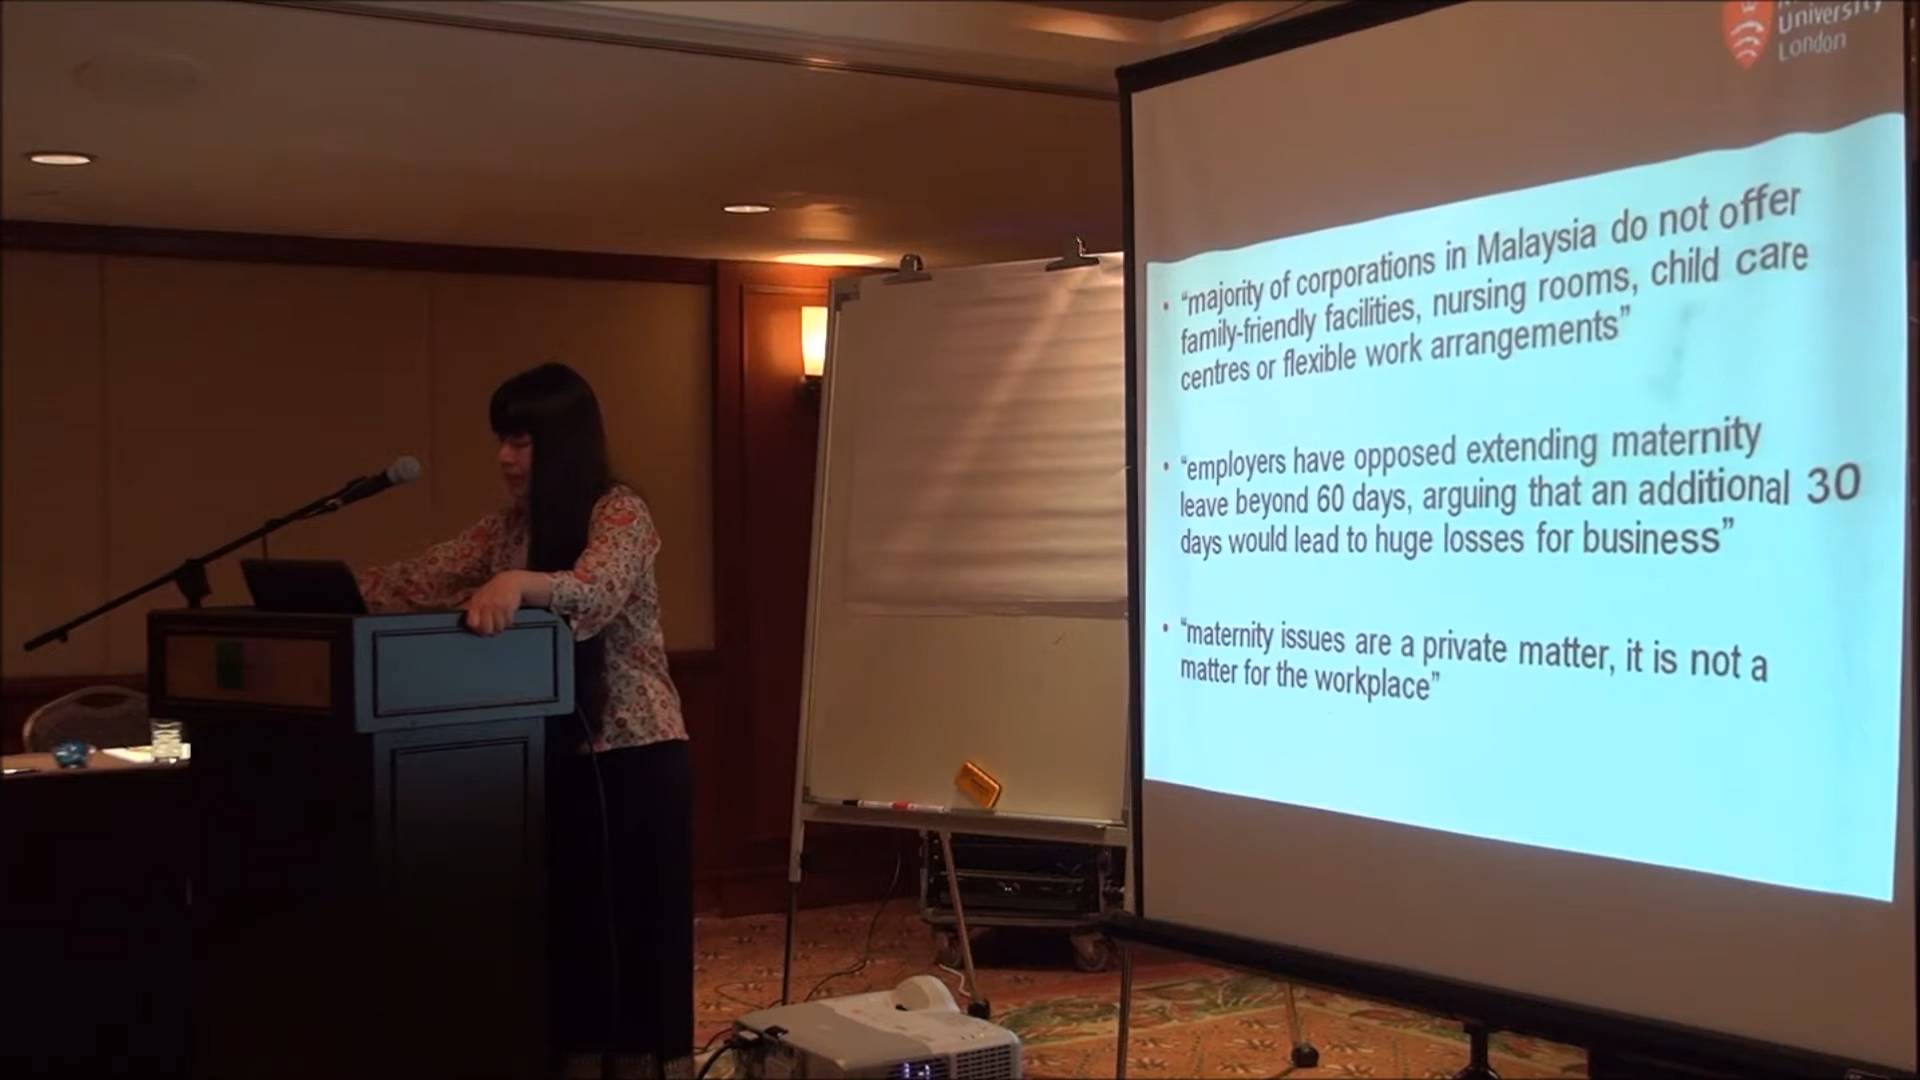 University
London
• “majority of corporations in Malaysia do not offer
family-friendly facilities, nursing rooms, child care
centres or flexible work arrangements”
• “employers have opposed extending maternity
leave beyond 60 days, arguing that an additional 30
days would lead to huge losses for business”
• “maternity issues are a private matter, it is not a
matter for the workplace”